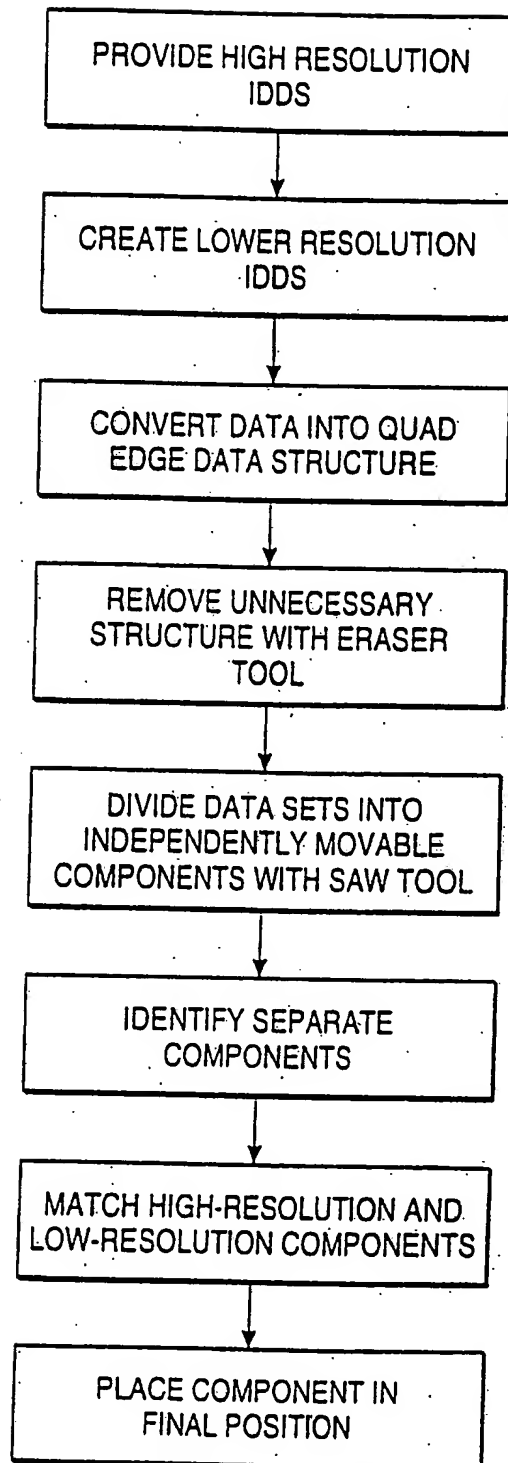 PROVIDE HIGH RESOLUTION
IDDS
CREATE LOWER RESOLUTION
IDDS
CONVERT DATA INTO QUAD
EDGE DATA STRUCTURE
REMOVE UNNECESSARY
STRUCTURE WITH ERASER
TOOL
DIVIDE DATA SETS INTO
INDEPENDENTLY MOVABLE
COMPONENTS WITH SAW TOOL
IDENTIFY SEPARATE
COMPONENTS
MATCH HIGH-RESOLUTION AND
LOW-RESOLUTION COMPONENTS
PLACE COMPONENT IN
FINAL POSITION